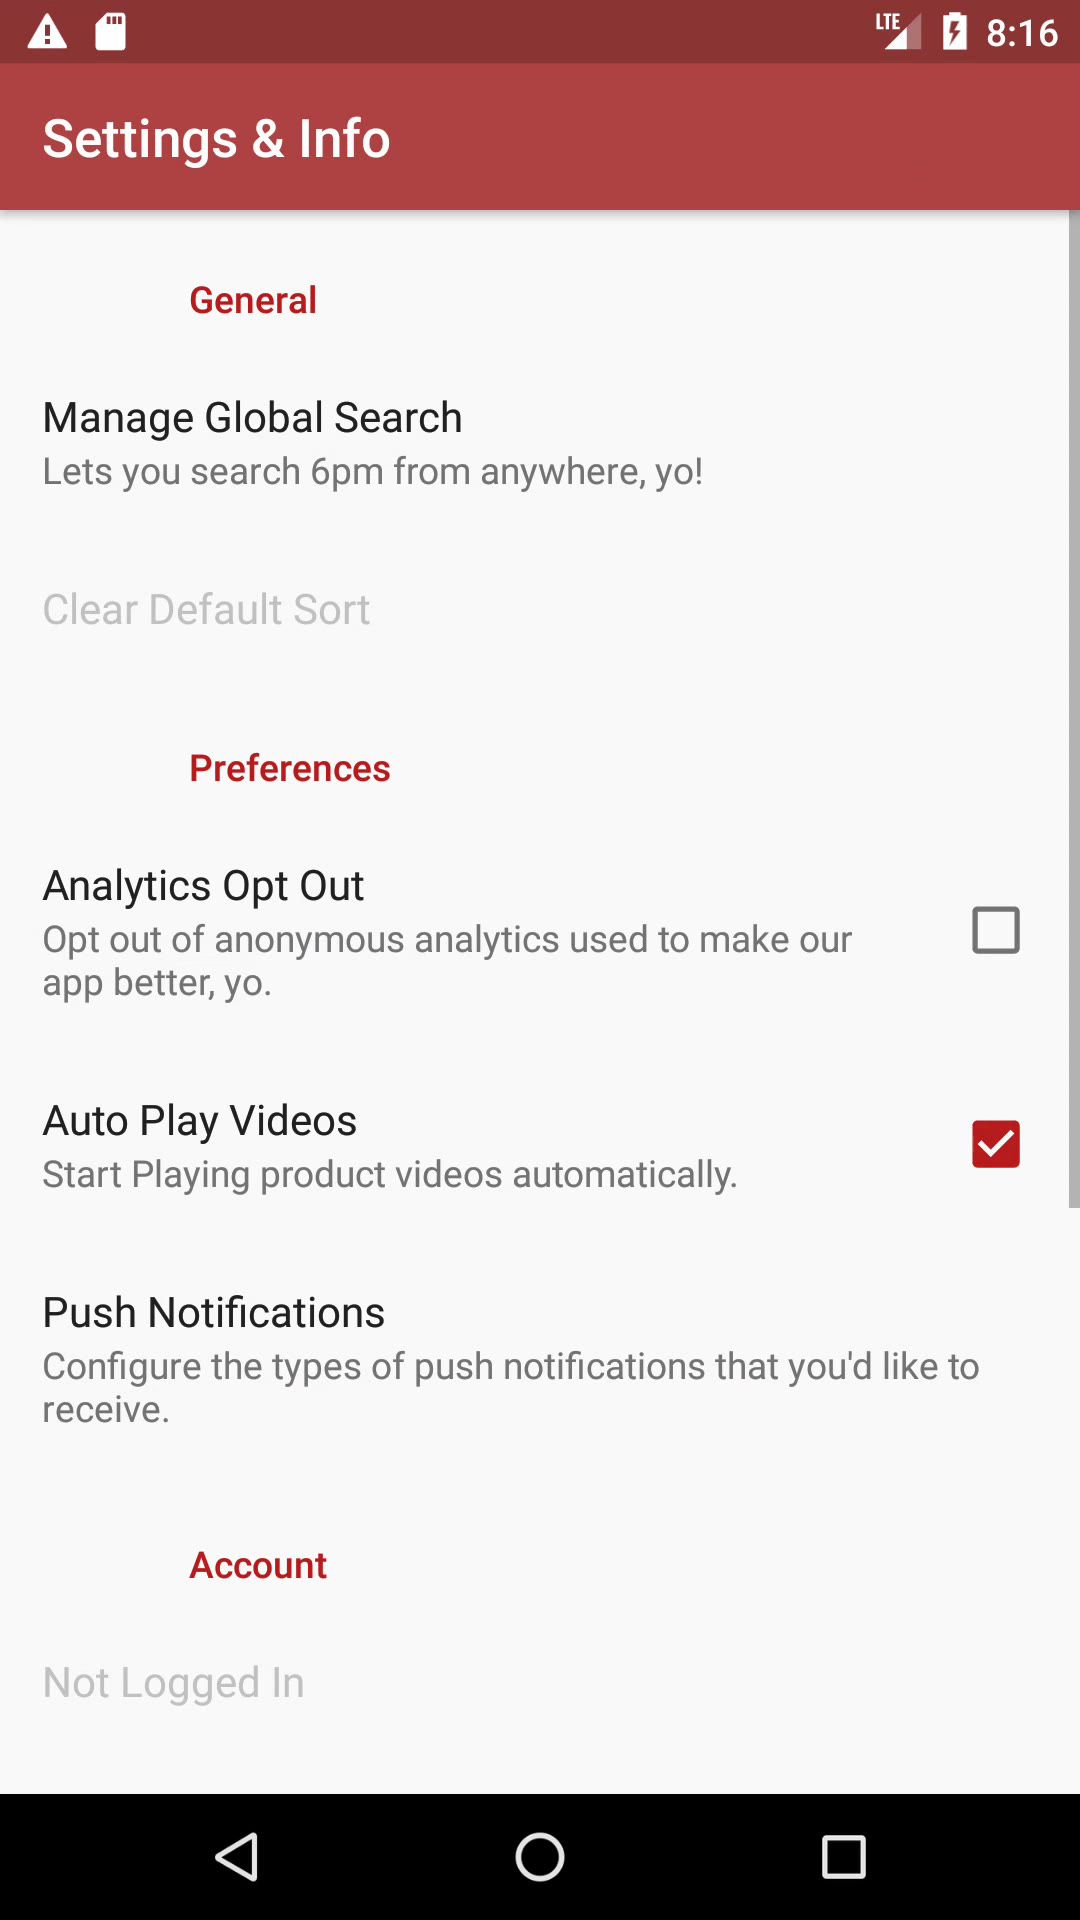 LTE 8:16
Settings & Info
General
Manage Global Search
Lets you search 6pm from anywhere, yo!
Clear Default Sort
Preferences
Analytics Opt Out
Opt out of anonymous analytics used to make our
app better, yo.
Auto Play Videos
Start Playing product videos automatically.
Push Notifications
Configure the types of push notifications that you'd like to
receive.
Account
Not Logged In